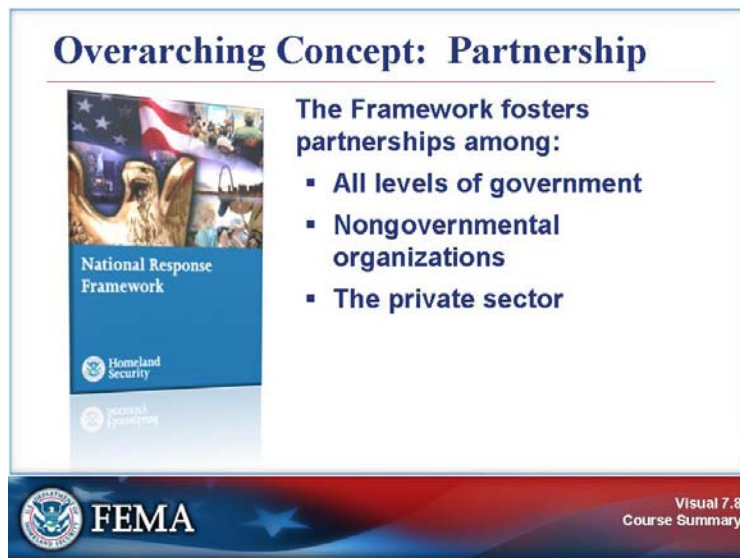 Overarching Concept: Partnership
The Framework fosters
partnerships among:
▪ All levels of government
▪ Nongovernmental
organizations
▪ The private sector
National Response
Framework
Homeland
Security
FEMA
Visual 7.8
Course Summary